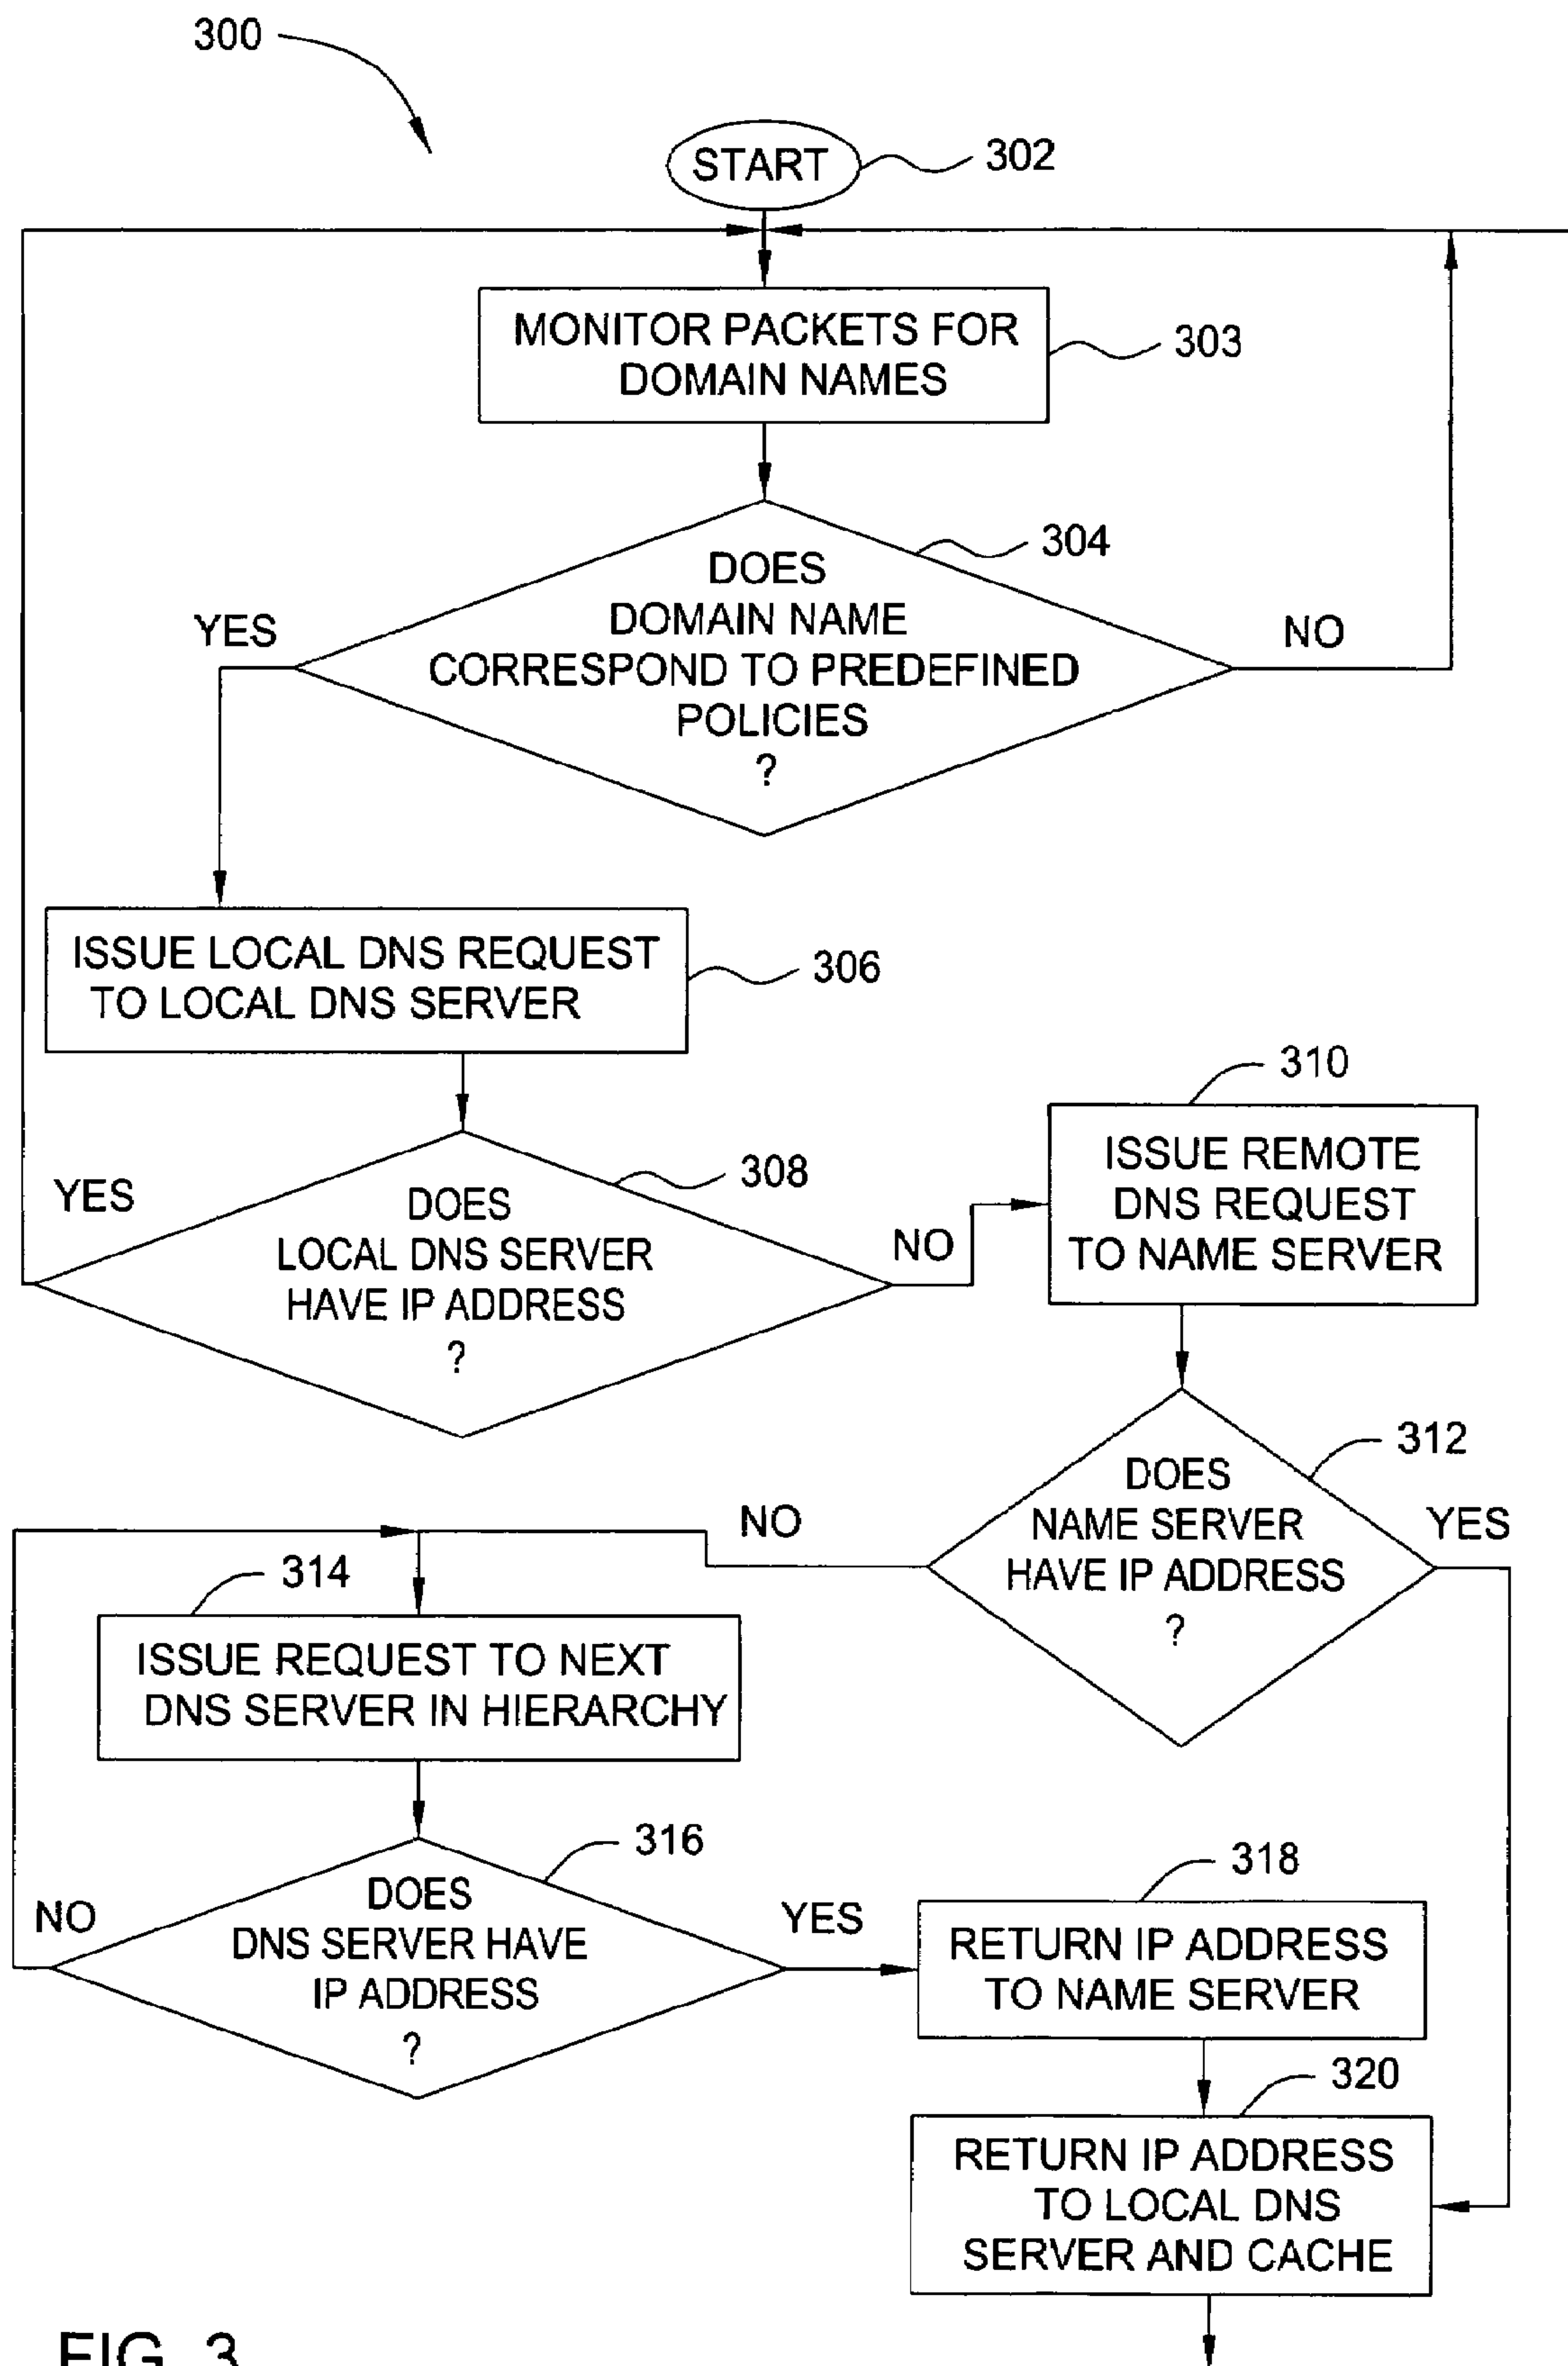 300
START
302
MONITOR PACKETS FOR
DOMAIN NAMES
303
304
DOES
DOMAIN NAME
CORRESPOND TO PREDEFINED
POLICIES
?
YES
NO
ISSUE LOCAL DNS REQUEST
TO LOCAL DNS SERVER
306
308
DOES
LOCAL DNS SERVER
HAVE IP ADDRESS
?
YES
NO
310
ISSUE REMOTE
DNS REQUEST
TO NAME SERVER
312
DOES
NAME SERVER
HAVE IP ADDRESS
?
NO
YES
314
ISSUE REQUEST TO NEXT
DNS SERVER IN HIERARCHY
316
DOES
DNS SERVER HAVE
IP ADDRESS
?
NO
YES
318
RETURN IP ADDRESS
TO NAME SERVER
320
RETURN IP ADDRESS
TO LOCAL DNS
SERVER AND CACHE
FIG. 3